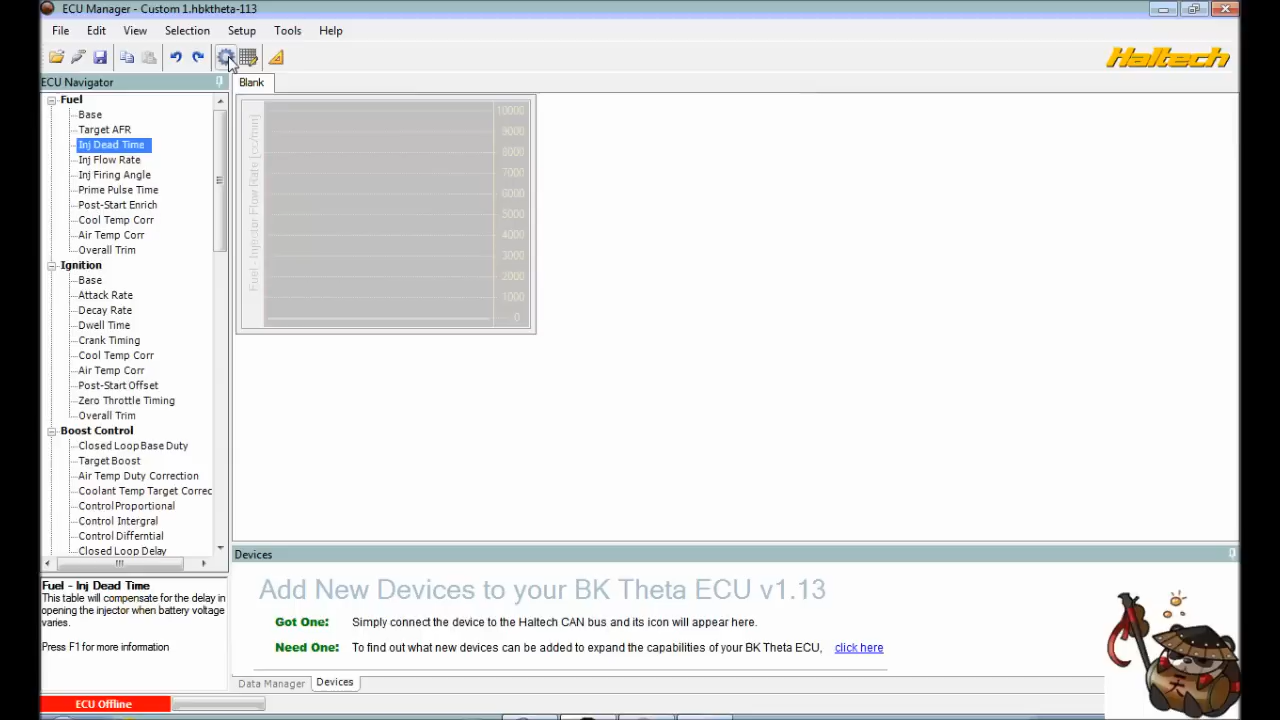 ECU Manager - Custom 1.hbktheta-113
File Edit View Selection Setup Tools Help
Haltech
ECU Navigator
Blank
Fuel
Base
Target AFR
Inj Dead Time
Inj Flow Rate
Inj Firing Angle
Prime Pulse Time
Post-Start Enrich
Cool Temp Corr
Air Temp Corr
Overall Trim
Ignition
Base
Attack Rate
Decay Rate
Dwell Time
Crank Timing
Cool Temp Corr
Air Temp Corr
Post-Start Offset
Zero Throttle Timing
Overall Trim
Boost Control
Closed Loop Base Duty
Target Boost
Air Temp Duty Correction
Coolant Temp Target Correc
Control Proportional
Control Intergral
Control Differntial
Closed Loop Delay
Fuel - Injector Flow Rate [cc/min]
10000
9000
8000
7000
6000
5000
4000
3000
2000
1000
0
Fuel - Inj Dead Time
This table will compensate for the delay in
opening the injector when battery voltage
varies.
Press F1 for more information
ECU Offline
Devices
Add New Devices to your BK Theta ECU v1.13
Got One: Simply connect the device to the Haltech CAN bus and its icon will appear here.
Need One: To find out what new devices can be added to expand the capabilities of your BK Theta ECU, click here
Data Manager Devices
天